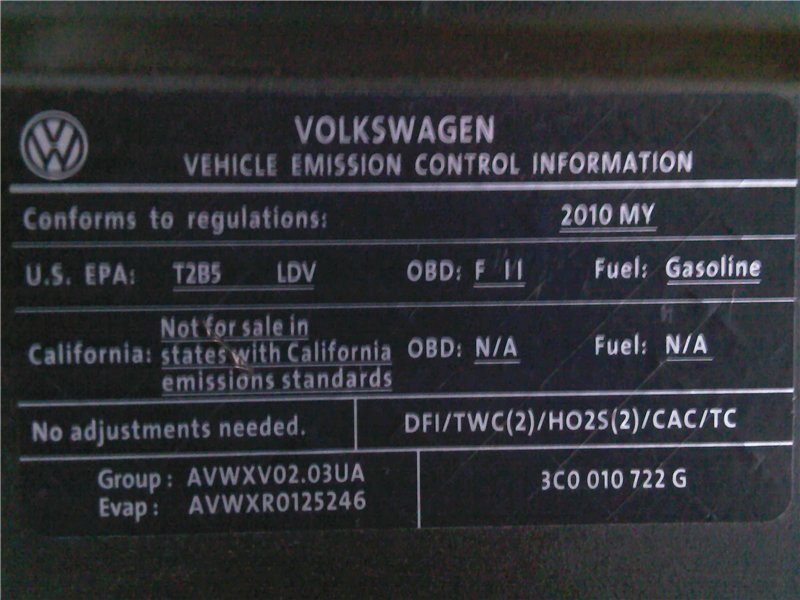 VOLKSWAGEN
VEHICLE EMISSION CONTROL INFORMATION
Conforms to regulations: 2010 MY
U.S. EPA: T2B5 LDV OBD: F II Fuel: Gasoline
California: Not for sale in states with California emissions standards OBD: N/A Fuel: N/A
No adjustments needed. DFI/TWC(2)/HO2S(2)/CAC/TC
Group: AVWXV02.03UA
Evap: AVWXR0125246
3C0 010 722 G